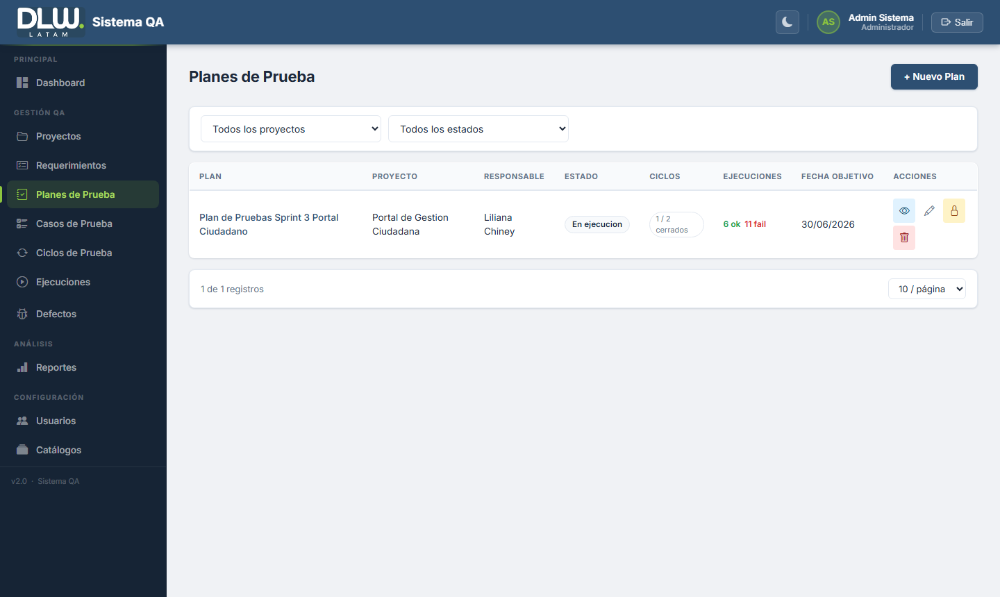 DLW.
LATAM
Sistema QA
AS
Admin Sistema
Administrador
Salir
PRINCIPAL
Dashboard
GESTIÓN QA
Proyectos
Requerimientos
Planes de Prueba
Casos de Prueba
Ciclos de Prueba
Ejecuciones
Defectos
ANÁLISIS
Reportes
CONFIGURACIÓN
Usuarios
Catálogos
v2.0 - Sistema QA
Planes de Prueba
+ Nuevo Plan
Todos los proyectos
Todos los estados
PLAN PROYECTO RESPONSABLE ESTADO CICLOS EJECUCIONES FECHA OBJETIVO ACCIONES
Plan de Pruebas Sprint 3 Portal
Ciudadano
Portal de Gestion
Ciudadana
Liliana
Chiney
En ejecucion
1 / 2
cerrados
6 ok 11 fail
30/06/2026
1 de 1 registros
10 / página